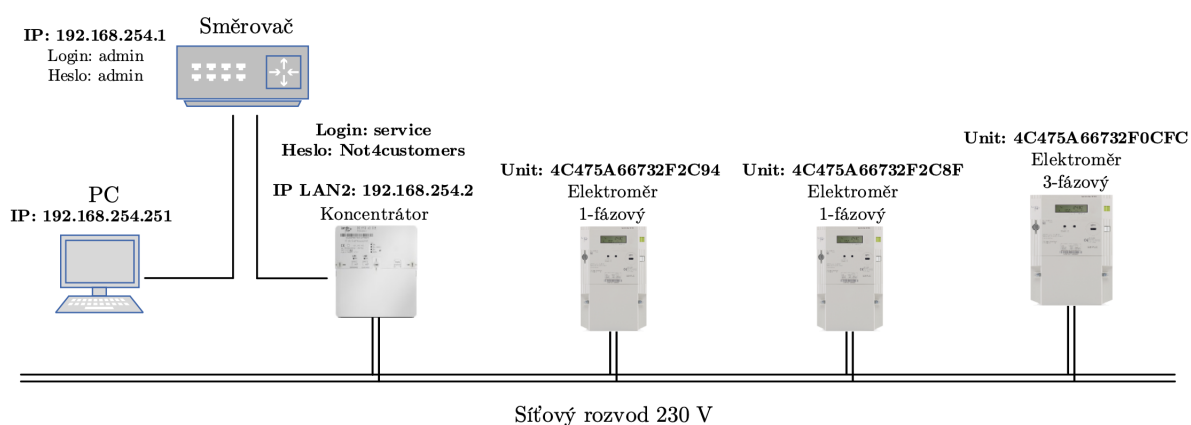 Směrovač
IP: 192.168.254.1
Login: admin
Heslo: admin
Login: service
Heslo: Not4customers
IP LAN2: 192.168.254.2
Koncentrátor
PC
IP: 192.168.254.251
Unit: 4C475A66732F2C94
Elektroměr
1-fázový
Unit: 4C475A66732F2C8F
Elektroměr
1-fázový
Unit: 4C475A66732F0CFC
Elektroměr
3-fázový
Síťový rozvod 230 V